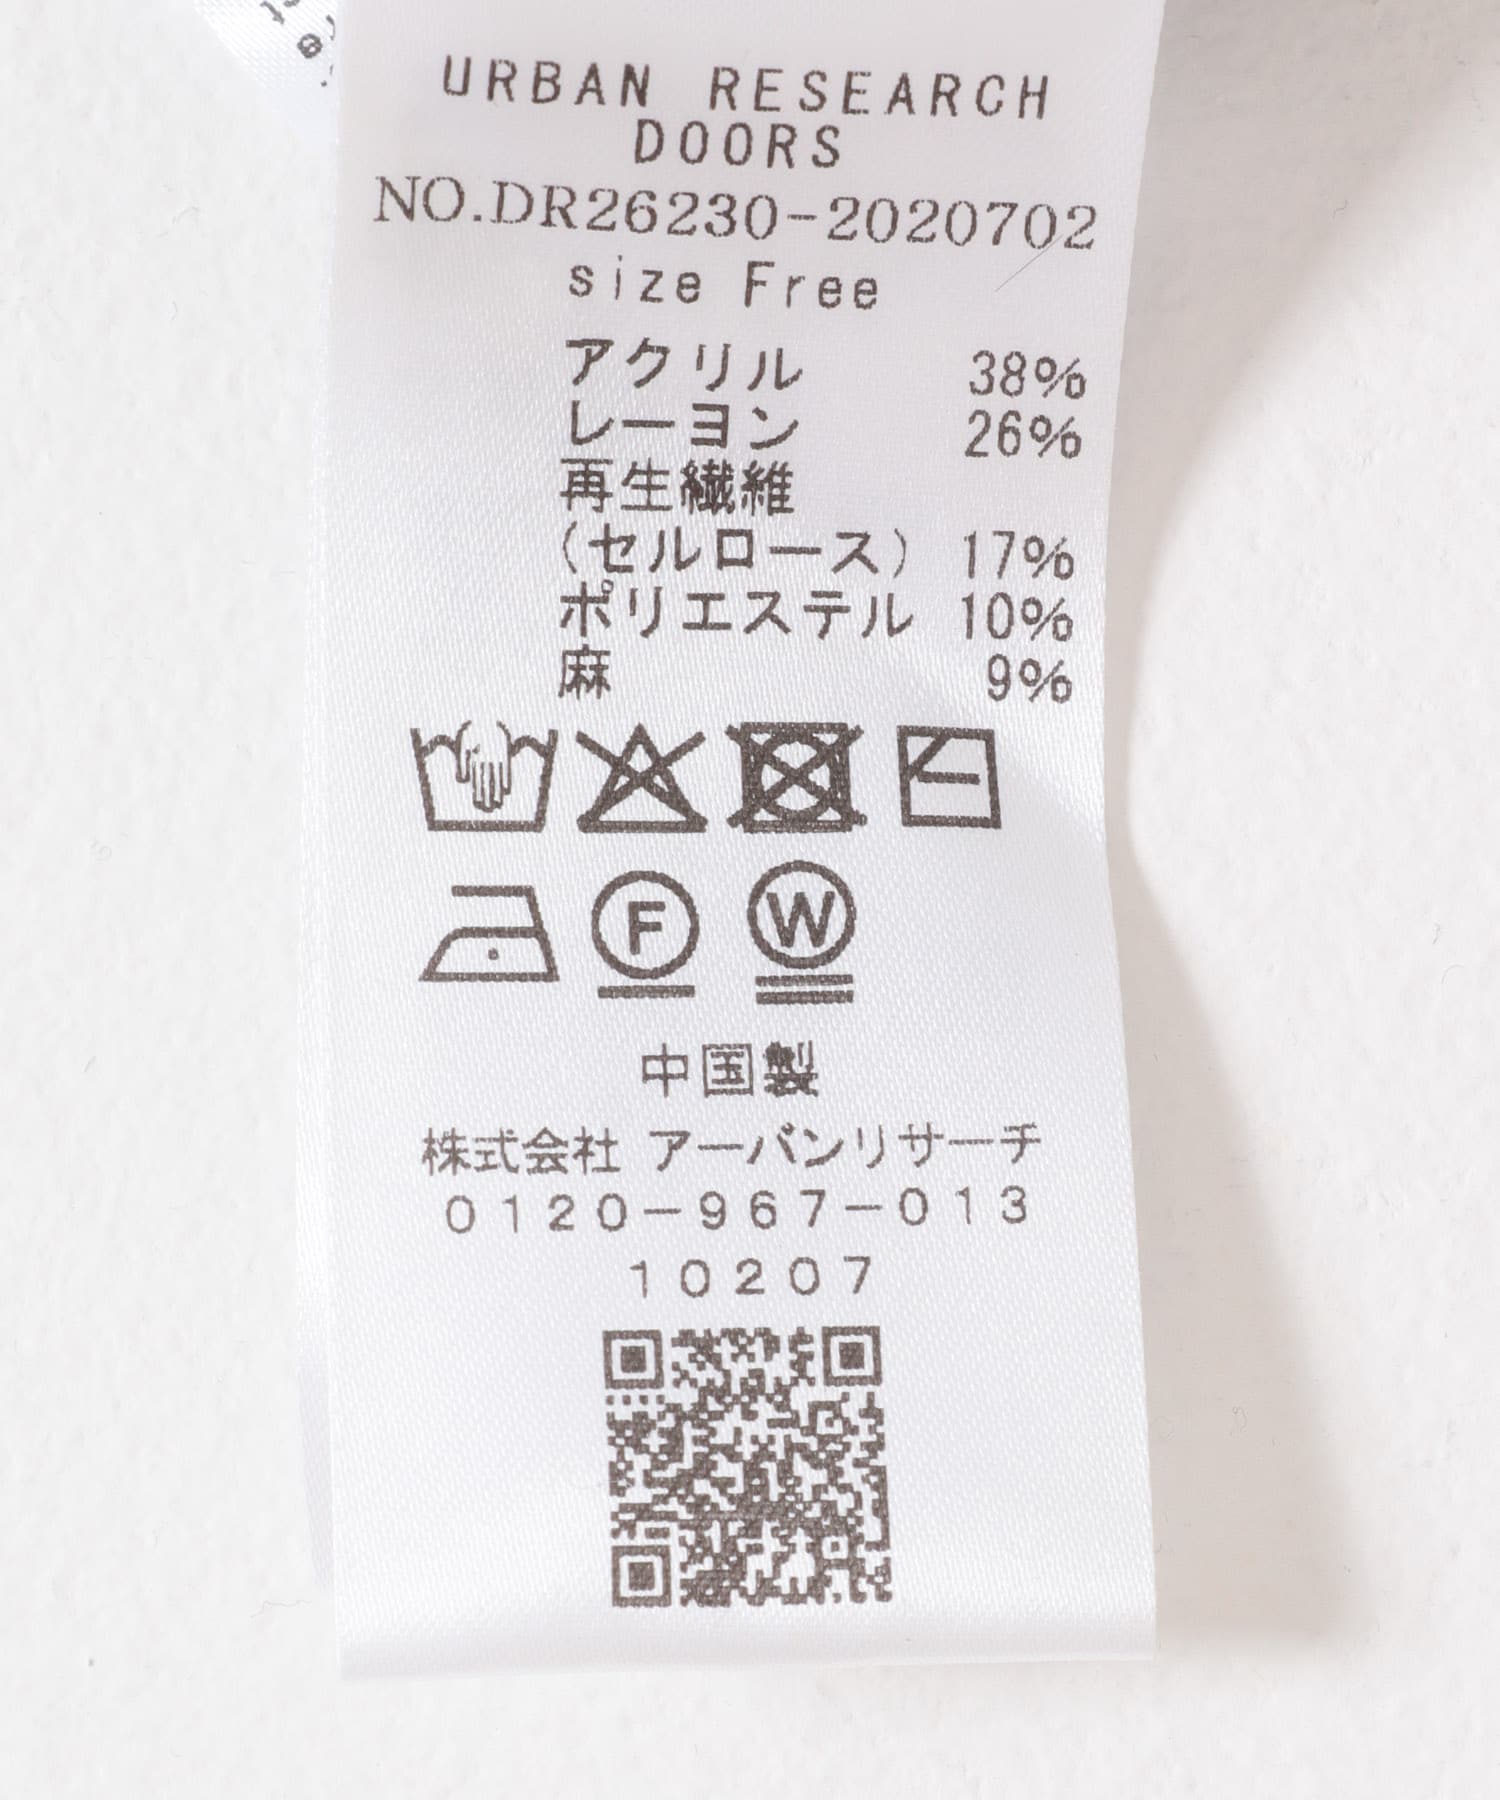 URBAN RESEARCH
DOORS
NO.DR26230-2020702
size Free
アクリル 38%
レーヨン 26%
再生繊維
(セルロース) 17%
ポリエステル 10%
麻 9%
F W
中国製
株式会社 アーバンリサーチ
0120-967-013
10207